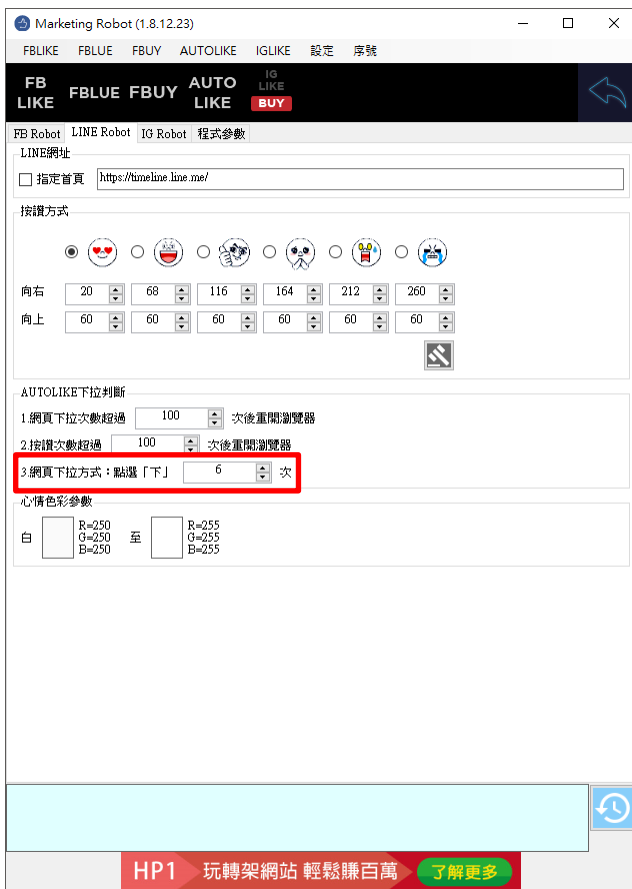 Marketing Robot (1.8.12.23)
FBLIKE FBLUE FBUY AUTOLIKE IGLIKE 設定 序號
FB LIKE FBLUE FBUY AUTO LIKE IG LIKE BUY
FB Robot LINE Robot IG Robot 程式參數
LINE網址
指定首頁 https://timeline.line.me/
按讚方式
向右 20 68 116 164 212 260
向上 60 60 60 60 60 60
AUTOLIKE下拉判斷
1.網頁下拉次數超過 100 次後重開瀏覽器
2.按讚次數超過 100 次後重開瀏覽器
3.網頁下拉方式：點選「下」 6 次
心情色彩參數
白 R=250 G=250 B=250 至 R=255 G=255 B=255
HP1 玩轉架網站 輕鬆賺百萬 了解更多